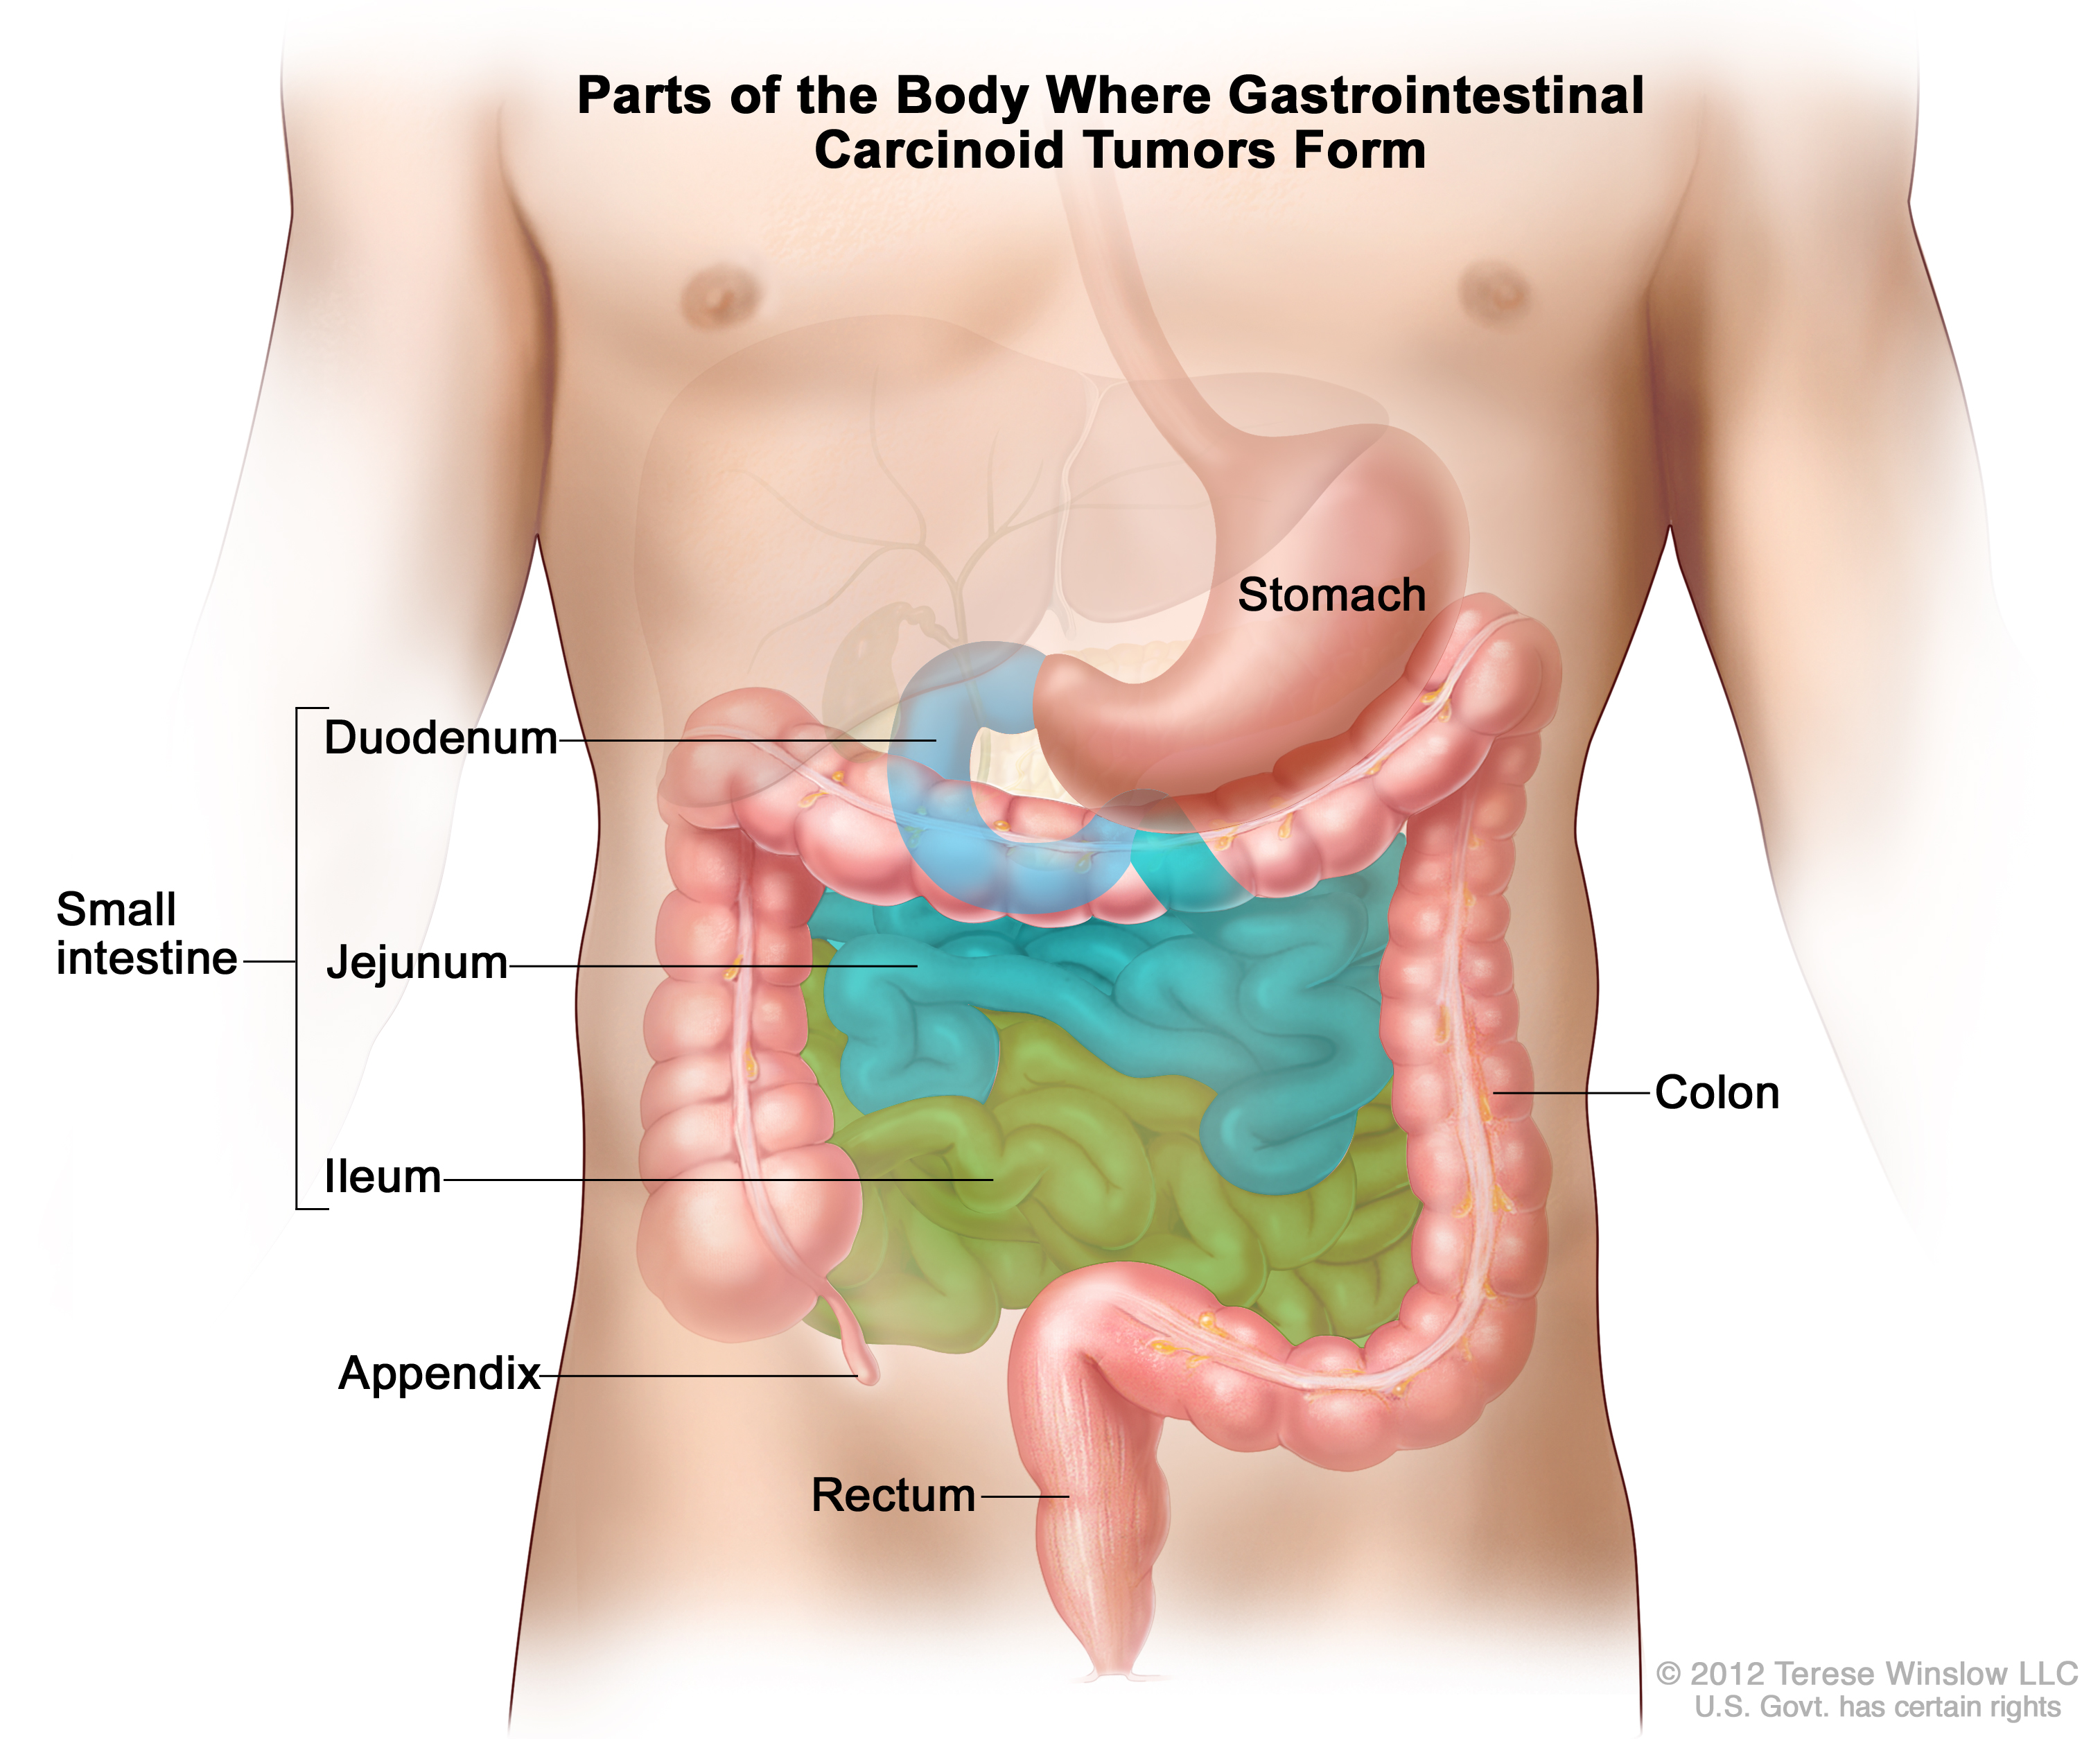 Parts of the Body Where Gastrointestinal
Carcinoid Tumors Form
Stomach
Duodenum
Small
intestine
Jejunum
Colon
Ileum
Appendix
Rectum
© 2012 Terese Winslow LLC
U.S. Govt. has certain rights